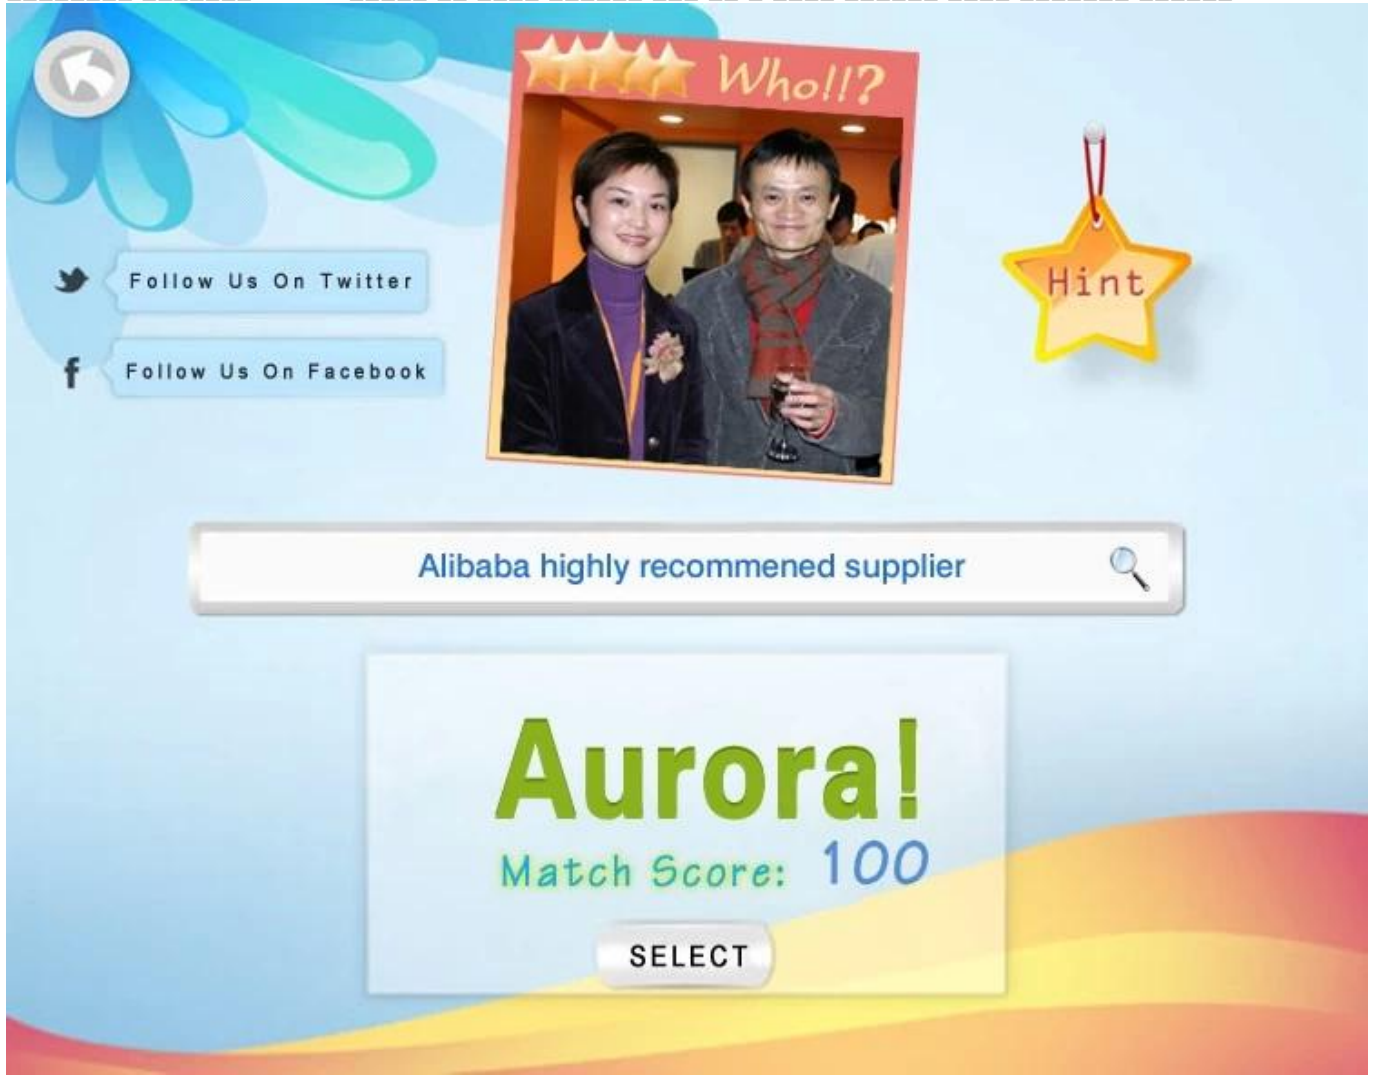 Who!!?
Hint
Follow Us On Twitter
f Follow Us On Facebook
Alibaba highly recommened supplier
Aurora!
Match Score: 100
SELECT